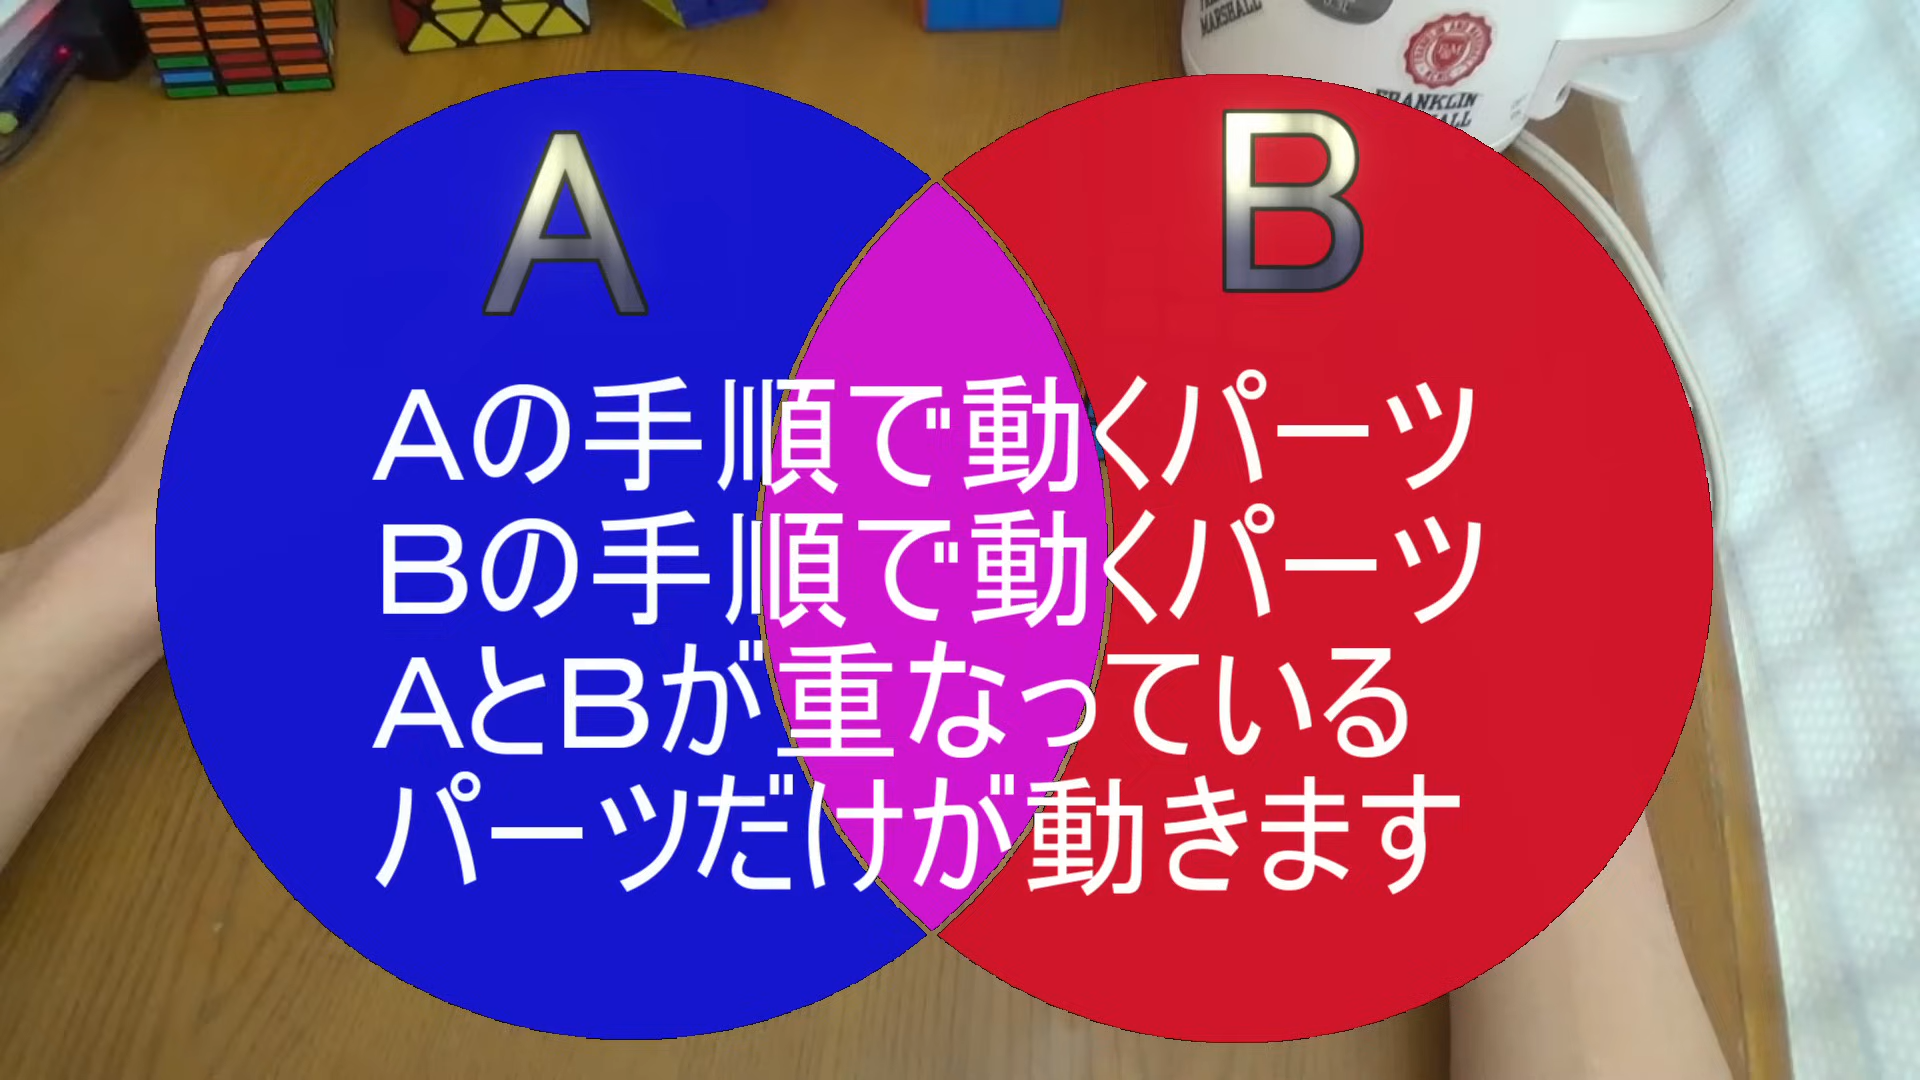 MARSHALL
FRANKLIN
A
B
Aの手順で動くパーツ
Bの手順で動くパーツ
AとBが重なっている
パーツだけが動きます